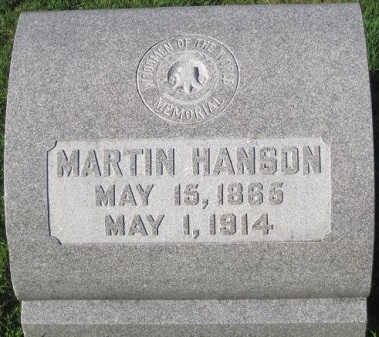 WOODMEN OF THE WORLD
MEMORIAL
MARTIN HANSON
MAY 15, 1865
MAY 1, 1914